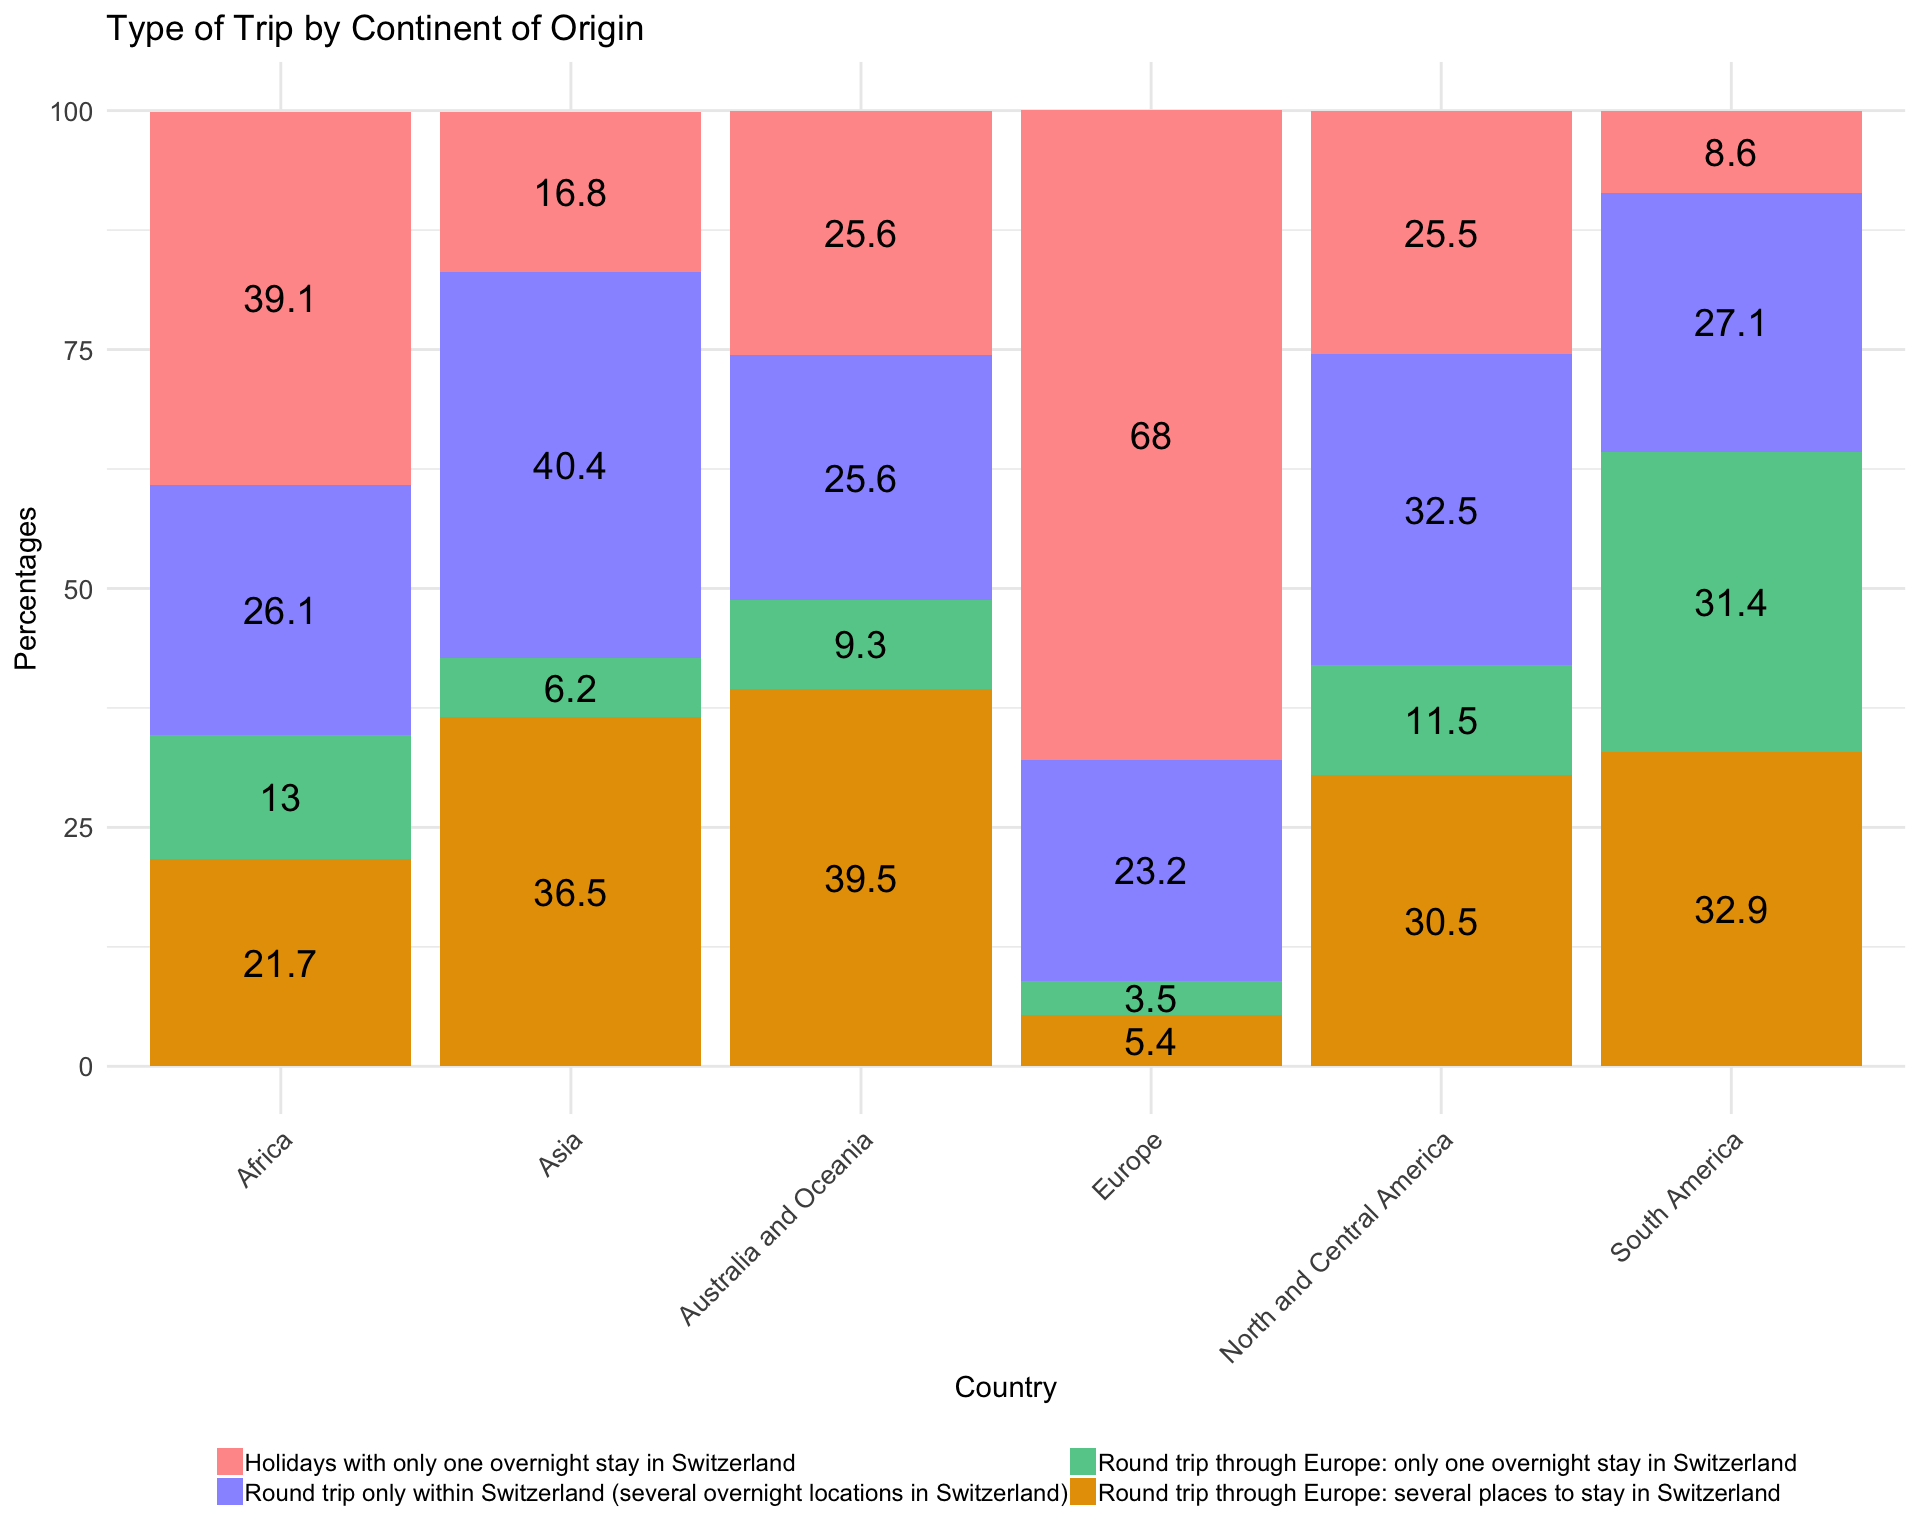 Type of Trip by Continent of Origin
Percentages
100
75
50
25
0
39.1
26.1
13
21.7
16.8
40.4
6.2
36.5
25.6
25.6
9.3
39.5
68
23.2
3.5
5.4
25.5
32.5
11.5
30.5
8.6
27.1
31.4
32.9
Africa
Asia
Australia and Oceania
Europe
North and Central America
South America
Country
Holidays with only one overnight stay in Switzerland
Round trip only within Switzerland (several overnight locations in Switzerland)
Round trip through Europe: only one overnight stay in Switzerland
Round trip through Europe: several places to stay in Switzerland